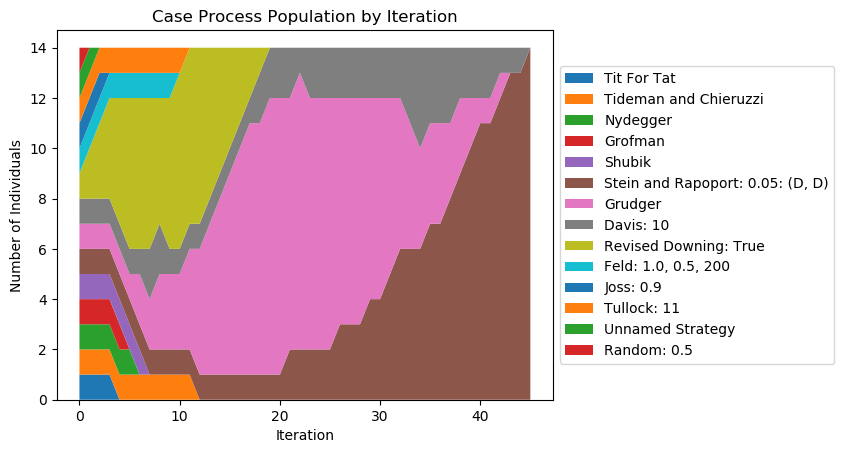 Case Process Population by Iteration
14
12
10
8
6
4
2
0
Number of Individuals
0 10 20 30 40
Iteration
Tit For Tat
Tideman and Chieruzzi
Nydegger
Grofman
Shubik
Stein and Rapoport: 0.05: (D, D)
Grudger
Davis: 10
Revised Downing: True
Feld: 1.0, 0.5, 200
Joss: 0.9
Tullock: 11
Unnamed Strategy
Random: 0.5